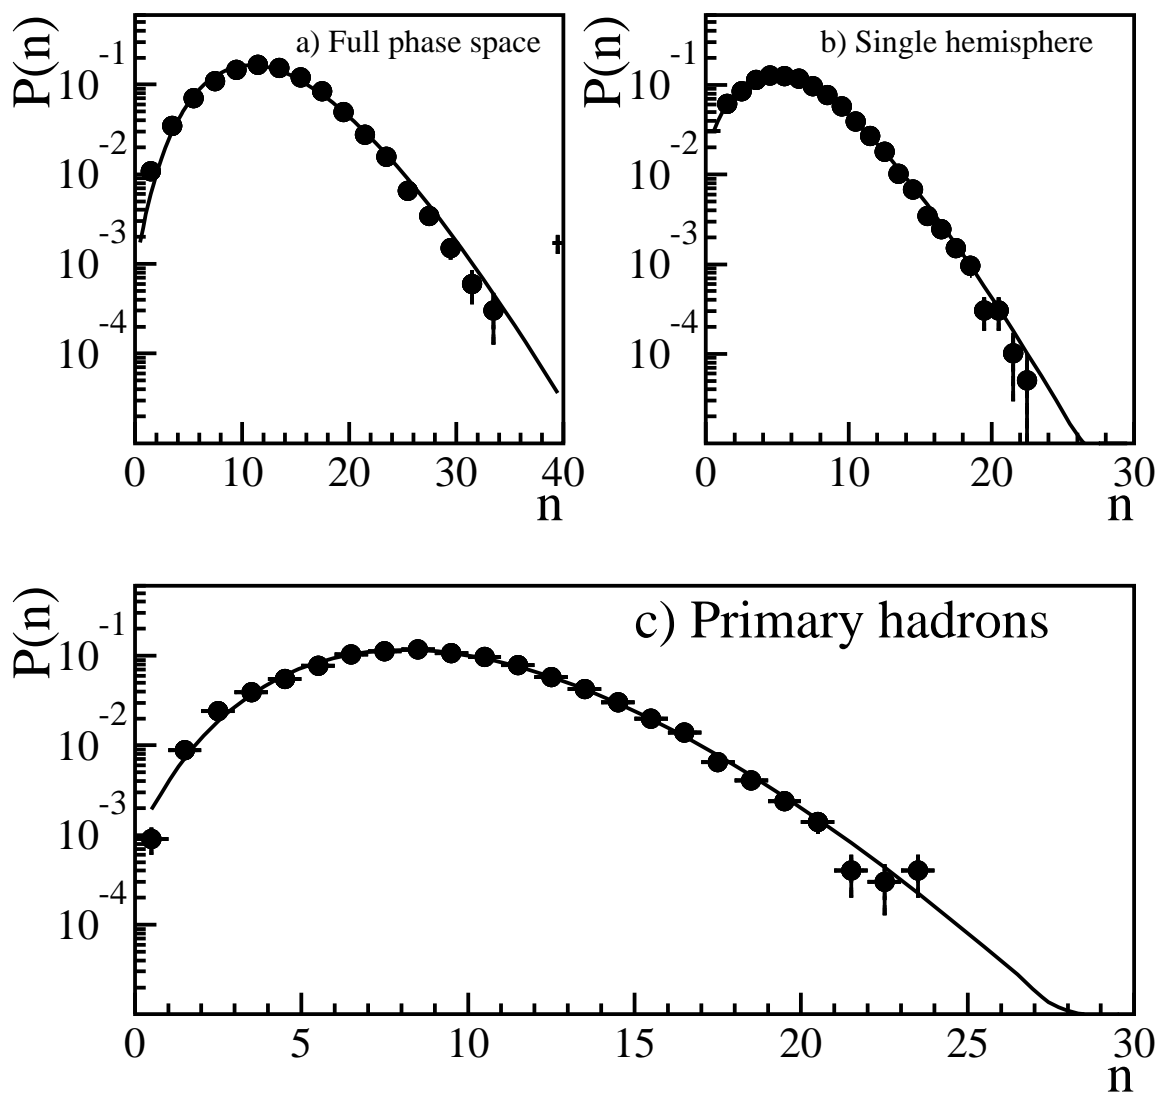 a) Full phase space
P(n)
10⁻¹
10⁻²
10⁻³
10⁻⁴
0 10 20 30 40
n
b) Single hemisphere
P(n)
10⁻¹
10⁻²
10⁻³
10⁻⁴
0 10 20 30
n
c) Primary hadrons
P(n)
10⁻¹
10⁻²
10⁻³
10⁻⁴
0 5 10 15 20 25 30
n